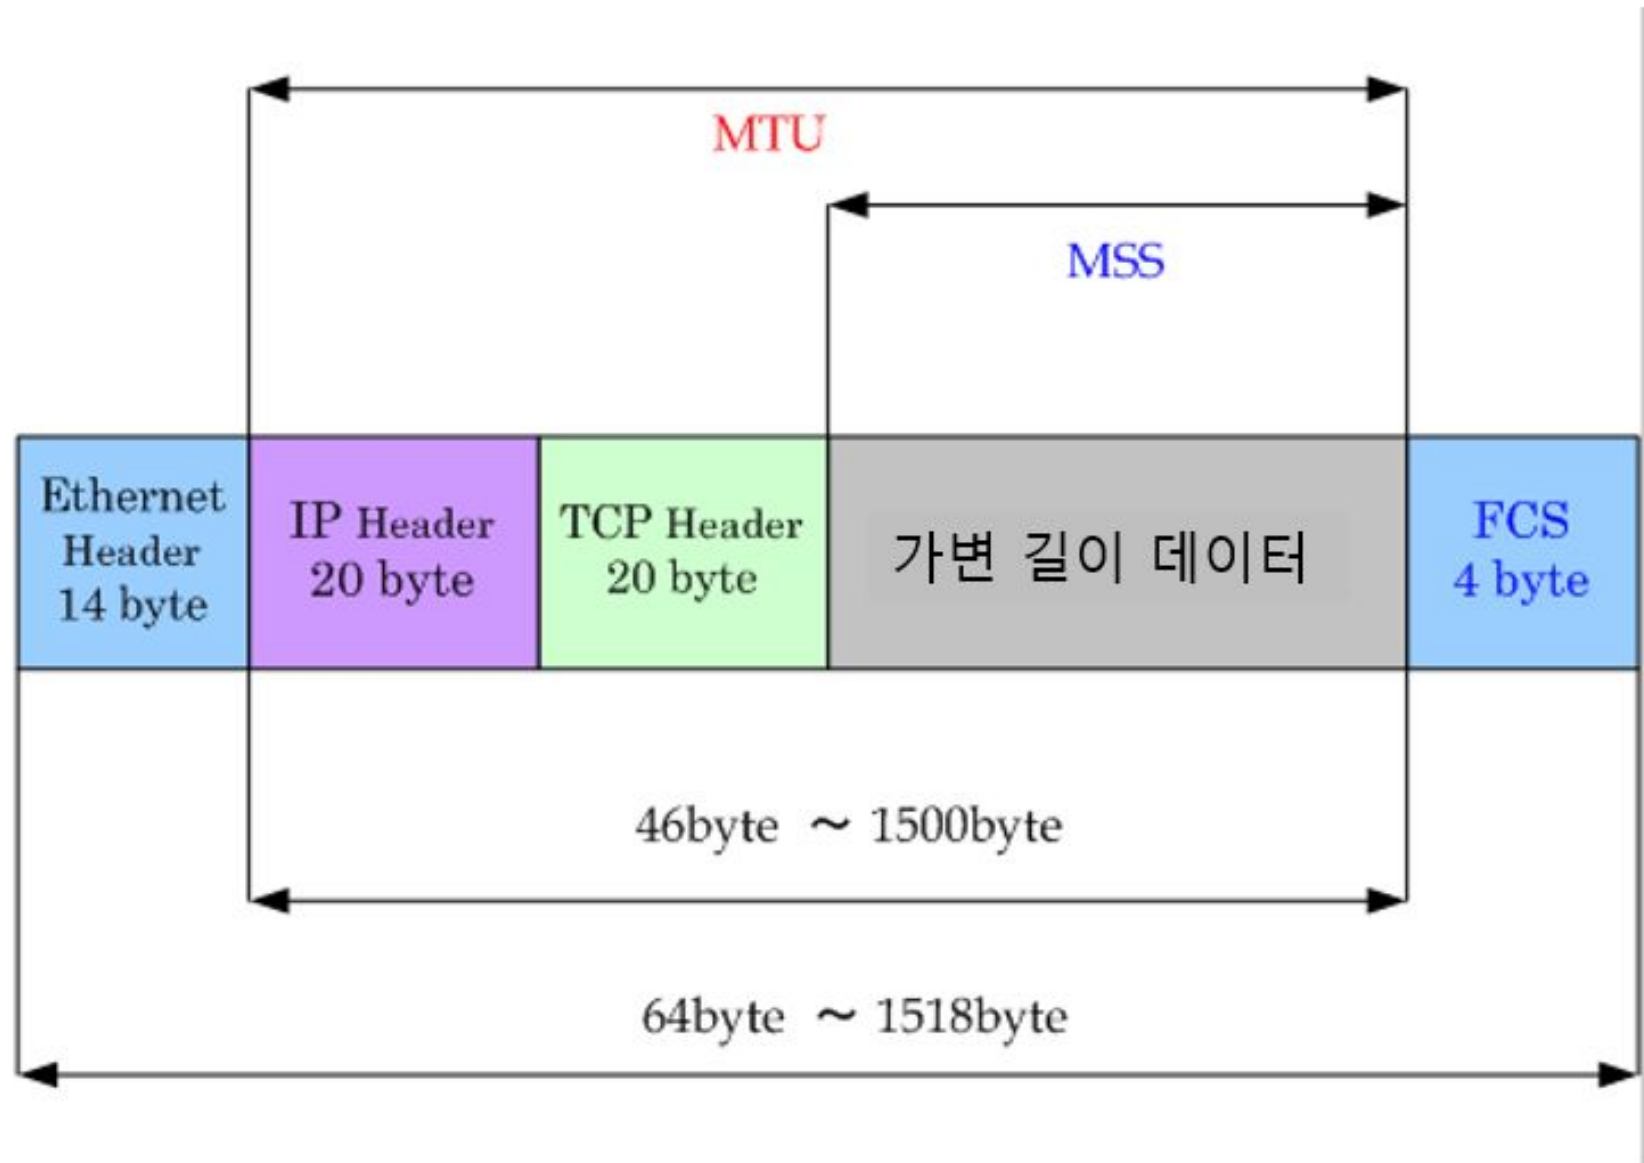 MTU
MSS
Ethernet
Header
14 byte
IP Header
20 byte
TCP Header
20 byte
가변 길이 데이터
FCS
4 byte
46byte ~ 1500byte
64byte ~ 1518byte